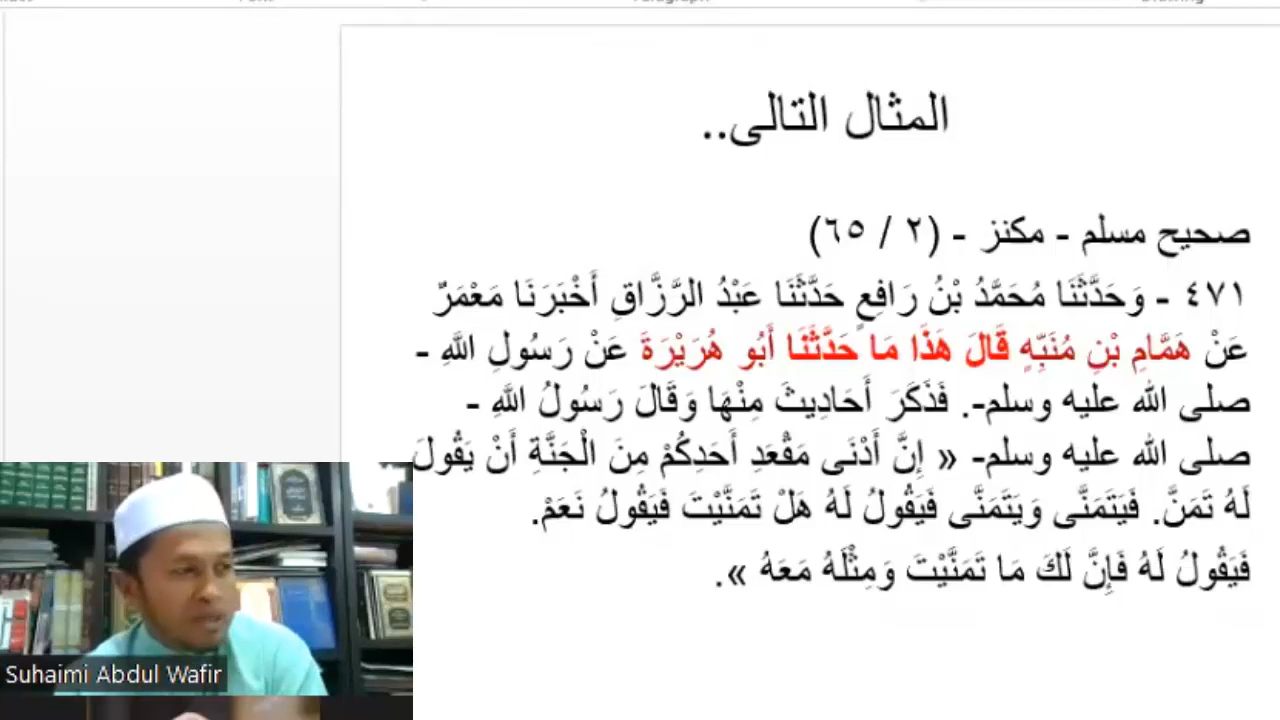 المثال التالى..
صحيح مسلم - مكنز - (٢ / ٦٥)
٤٧١ - وَحَدَّثَنَا مُحَمَّدُ بْنُ رَافِعٍ حَدَّثَنَا عَبْدُ الرَّزَّاقِ أَخْبَرَنَا مَعْمَرٌ
عَنْ هَمَّامِ بْنِ مُنَبِّهٍ قَالَ هَذَا مَا حَدَّثَنَا أَبُو هُرَيْرَةَ عَنْ رَسُولِ اللَّهِ -
صلى الله عليه وسلم-. فَذَكَرَ أَحَادِيثَ مِنْهَا وَقَالَ رَسُولُ اللَّهِ -
صلى الله عليه وسلم- « إِنَّ أَدْنَى مَقْعَدِ أَحَدِكُمْ مِنَ الْجَنَّةِ أَنْ يَقُولَ
لَهُ تَمَنَّ. فَيَتَمَنَّى وَيَتَمَنَّى فَيَقُولُ لَهُ هَلْ تَمَنَّيْتَ فَيَقُولُ نَعَمْ.
فَيَقُولُ لَهُ فَإِنَّ لَكَ مَا تَمَنَّيْتَ وَمِثْلَهُ مَعَهُ ».
Suhaimi Abdul Wafir